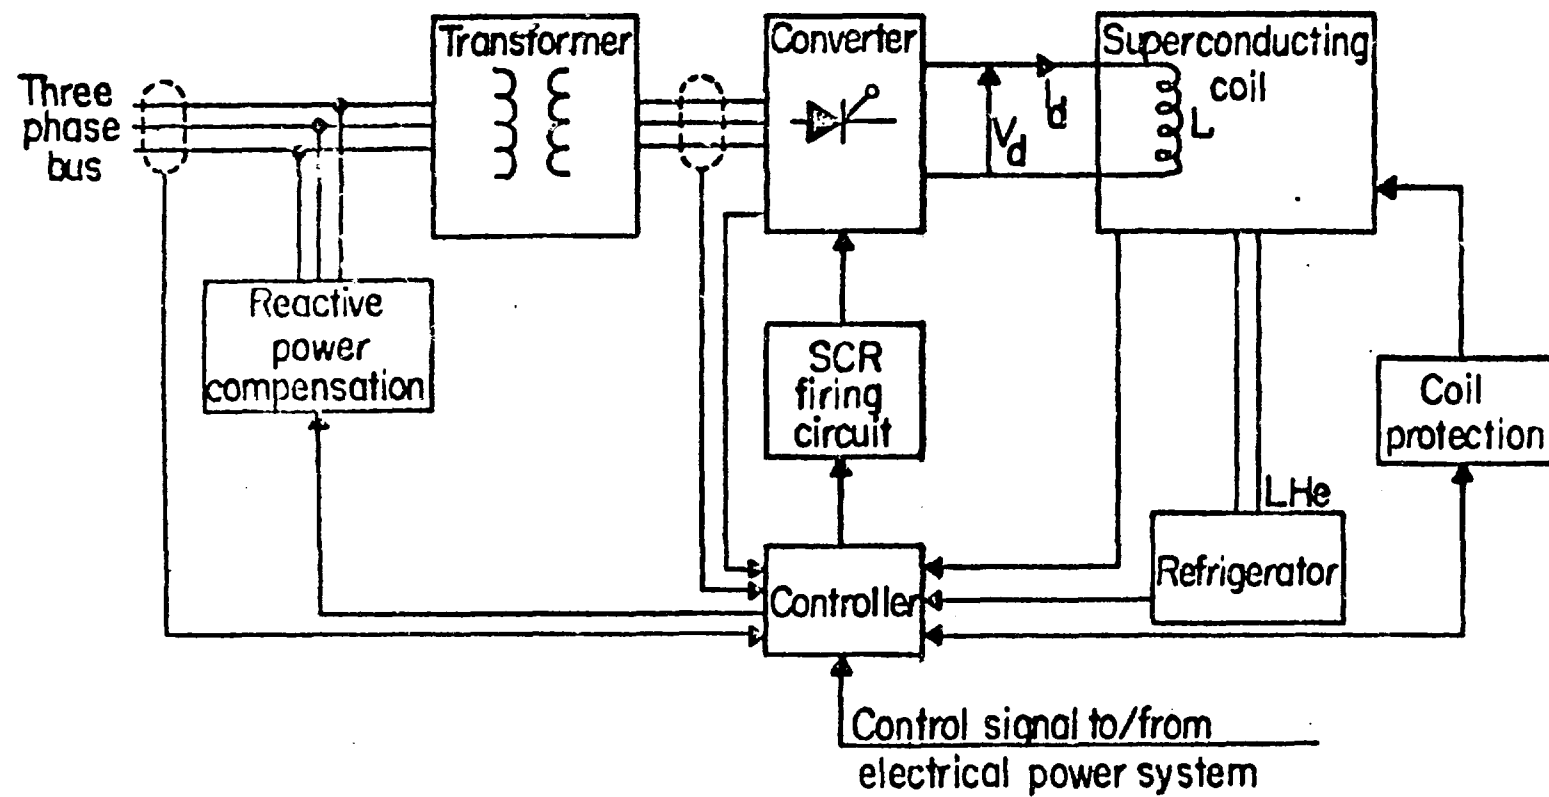 Three
phase
bus
Transformer
Converter
Superconducting
coil
L
Vd
Id
Reactive
power
compensation
SCR
firing
circuit
Coil
protection
LHe
Refrigerator
Controller
Control signal to/from
electrical power system